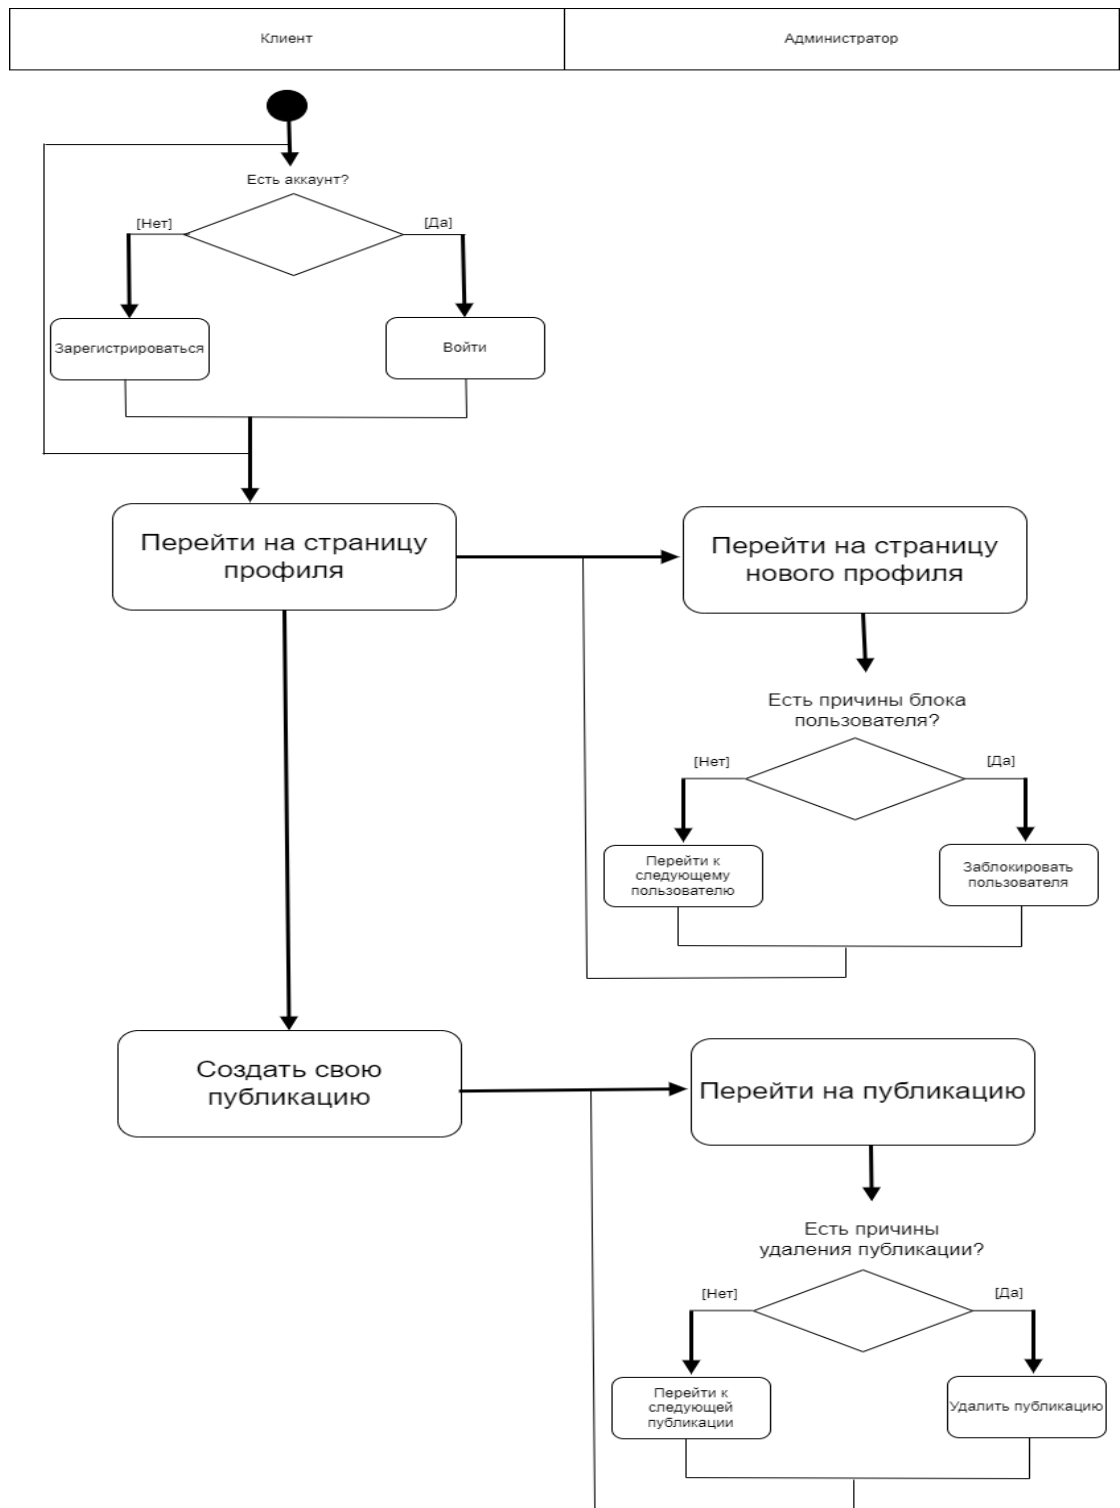 Клиент
Администратор
Есть аккаунт?
[Нет]
[Да]
Зарегистрироваться
Войти
Перейти на страницу
профиля
Перейти на страницу
нового профиля
Есть причины блока
пользователя?
[Нет]
[Да]
Перейти к
следующему
пользователю
Заблокировать
пользователя
Создать свою
публикацию
Перейти на публикацию
Есть причины
удаления публикации?
[Нет]
[Да]
Перейти к
следующей
публикации
Удалить публикацию